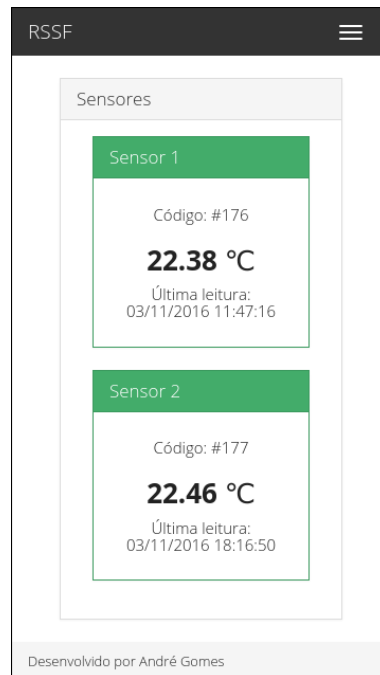 RSSF
Sensores
Sensor 1
Código: #176
22.38 °C
Última leitura:
03/11/2016 11:47:16
Sensor 2
Código: #177
22.46 °C
Última leitura:
03/11/2016 18:16:50
Desenvolvido por André Gomes